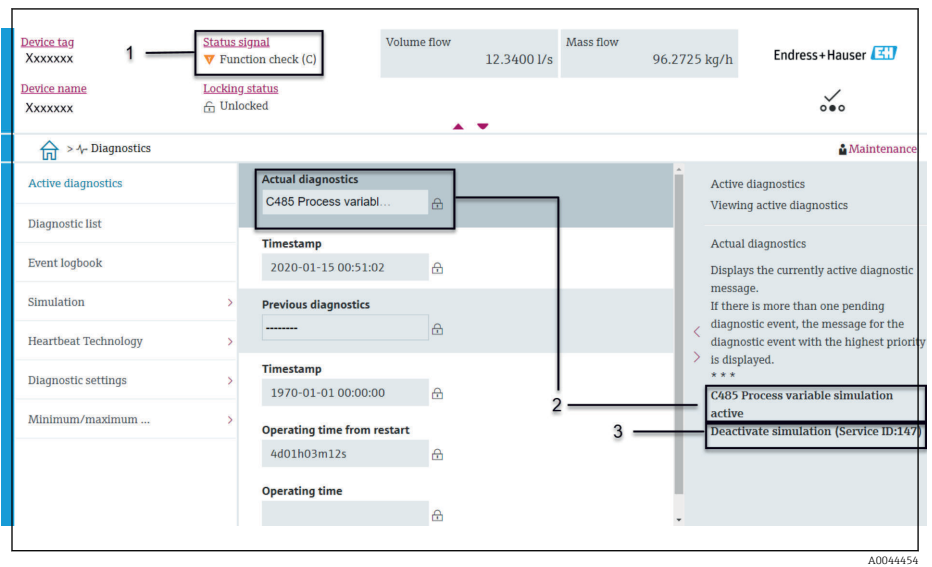 Device tag
Xxxxxxx
1
Status signal
Function check (C)
Volume flow
12.3400 l/s
Mass flow
96.2725 kg/h
Endress+Hauser EH
Device name
Xxxxxxx
Locking status
Unlocked
> Diagnostics
Maintenance
Active diagnostics
Diagnostic list
Event logbook
Simulation
Heartbeat Technology
Diagnostic settings
Minimum/maximum ...
Actual diagnostics
C485 Process variabl...
Timestamp
2020-01-15 00:51:02
Previous diagnostics
--------
Timestamp
1970-01-01 00:00:00
Operating time from restart
4d01h03m12s
Operating time
2
3
Active diagnostics
Viewing active diagnostics
Actual diagnostics
Displays the currently active diagnostic
message.
If there is more than one pending
diagnostic event, the message for the
diagnostic event with the highest priority
is displayed.
* * *
C485 Process variable simulation
active
Deactivate simulation (Service ID:147)
A0044454